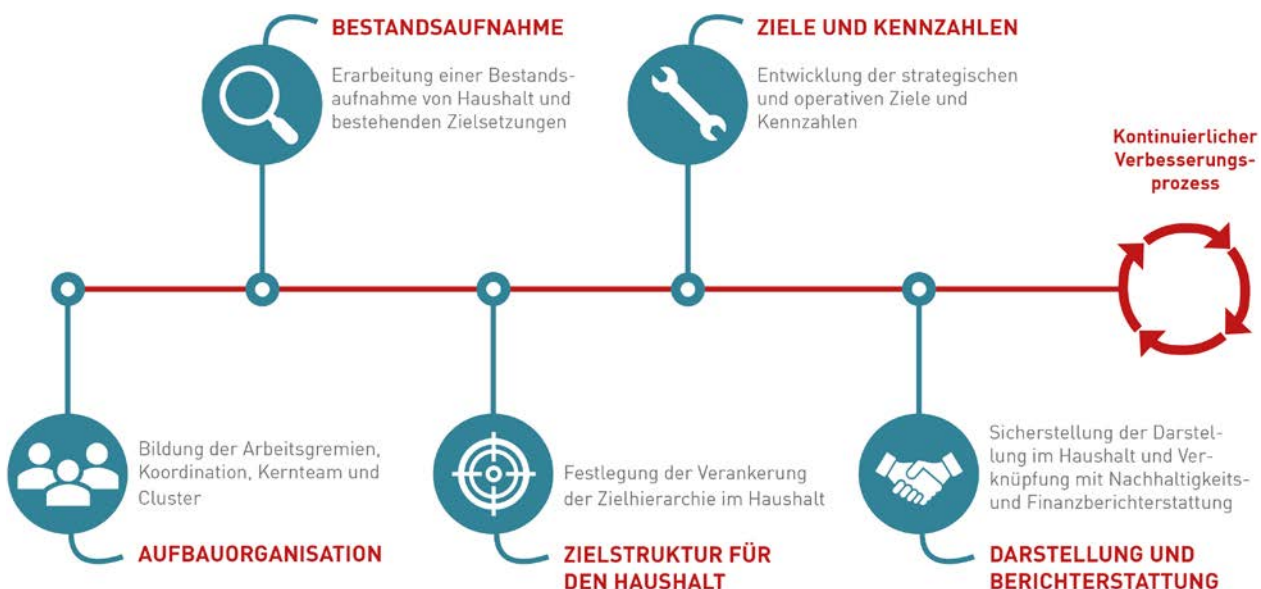 BESTANDSAUFNAHME
Erarbeitung einer Bestands-
aufnahme von Haushalt und
bestehenden Zielsetzungen
ZIELE UND KENNZAHLEN
Entwicklung der strategischen
und operativen Ziele und
Kennzahlen
Kontinuierlicher
Verbesserungs-
prozess
Bildung der Arbeitsgremien,
Koordination, Kernteam und
Cluster
AUFBAUORGANISATION
Festlegung der Verankerung
der Zielhierarchie im Haushalt
ZIELSTRUKTUR FÜR
DEN HAUSHALT
Sicherstellung der Darstel-
lung im Haushalt und Ver-
knüpfung mit Nachhaltigkeits-
und Finanzberichterstattung
DARSTELLUNG UND
BERICHTERSTATTUNG